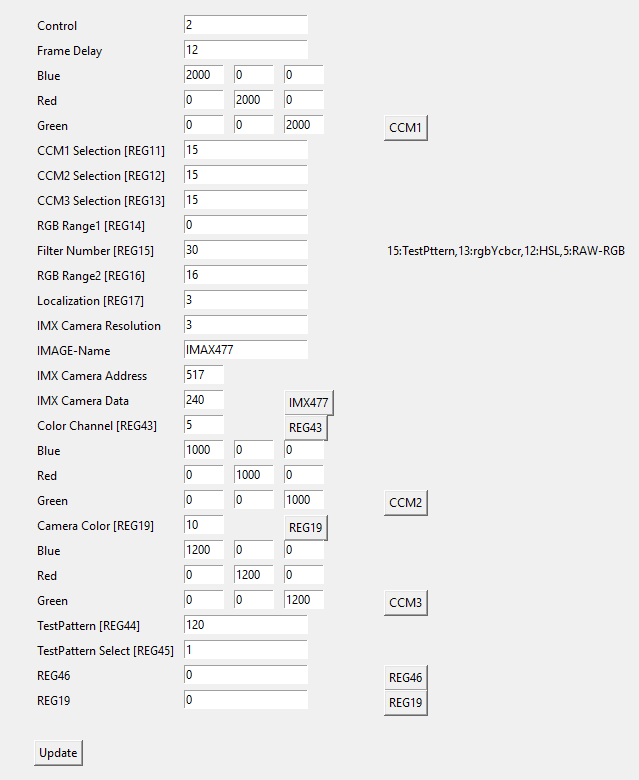 Control 2
Frame Delay 12
Blue 2000 0 0
Red 0 2000 0
Green 0 0 2000 CCM1
CCM1 Selection [REG11] 15
CCM2 Selection [REG12] 15
CCM3 Selection [REG13] 15
RGB Range1 [REG14] 0
Filter Number [REG15] 30 15:TestPttern,13:rgbYcbcr,12:HSL,5:RAW-RGB
RGB Range2 [REG16] 16
Localization [REG17] 3
IMX Camera Resolution 3
IMAGE-Name IMAX477
IMX Camera Address 517
IMX Camera Data 240 IMX477
Color Channel [REG43] 5 REG43
Blue 1000 0 0
Red 0 1000 0
Green 0 0 1000 CCM2
Camera Color [REG19] 10 REG19
Blue 1200 0 0
Red 0 1200 0
Green 0 0 1200 CCM3
TestPattern [REG44] 120
TestPattern Select [REG45] 1
REG46 0 REG46
REG19 0 REG19
Update